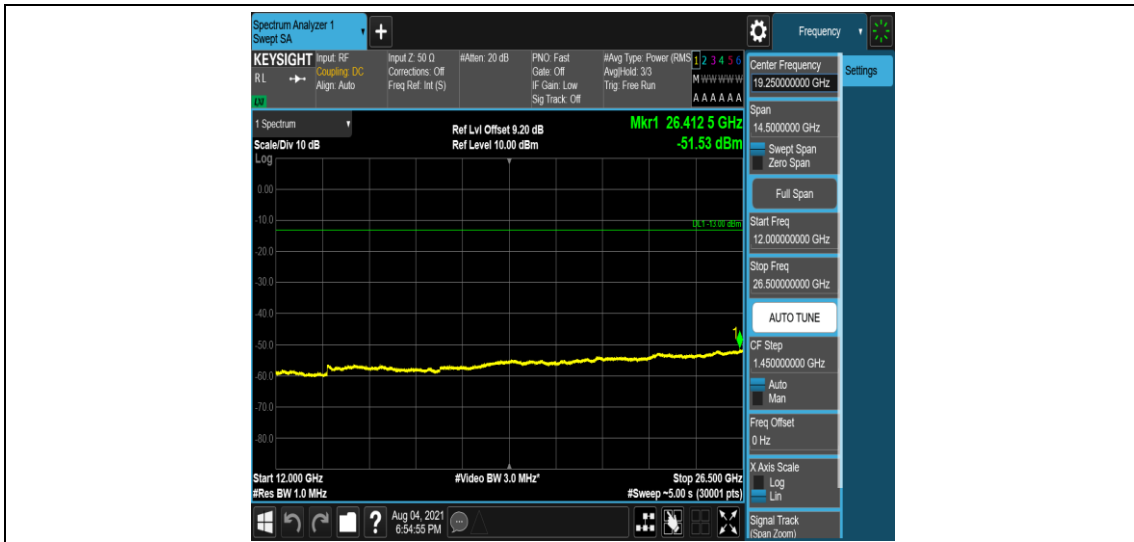 Spectrum Analyzer 1
Swept SA
+
Frequency
KEYSIGHT
RL
LM
Input: RF
Coupling: DC
Align: Auto
Input Z: 50 Ω
Corrections: Off
Freq Ref: Int (S)
#Atten: 20 dB
PNO: Fast
Gate: Off
IF Gain: Low
Sig Track: Off
#Avg Type: Power (RMS
Avg|Hold: 3/3
Trig: Free Run
1 2 3 4 5 6
M W W W W W
A A A A A A
1 Spectrum
Scale/Div 10 dB
Log
Ref Lvl Offset 9.20 dB
Ref Level 10.00 dBm
Mkr1 26.412 5 GHz
-51.53 dBm
0.00
-10.0
DL1 -13.00 dBm
-20.0
-30.0
-40.0
1
-50.0
-60.0
-70.0
-80.0
Start 12.000 GHz
#Res BW 1.0 MHz
#Video BW 3.0 MHz*
Stop 26.500 GHz
#Sweep ~5.00 s (30001 pts)
Center Frequency
19.250000000 GHz
Settings
Span
14.5000000 GHz
Swept Span
Zero Span
Full Span
Start Freq
12.000000000 GHz
Stop Freq
26.500000000 GHz
AUTO TUNE
CF Step
1.450000000 GHz
Auto
Man
Freq Offset
0 Hz
X Axis Scale
Log
Lin
Signal Track
(Span Zoom)
?
Aug 04, 2021
6:54:55 PM